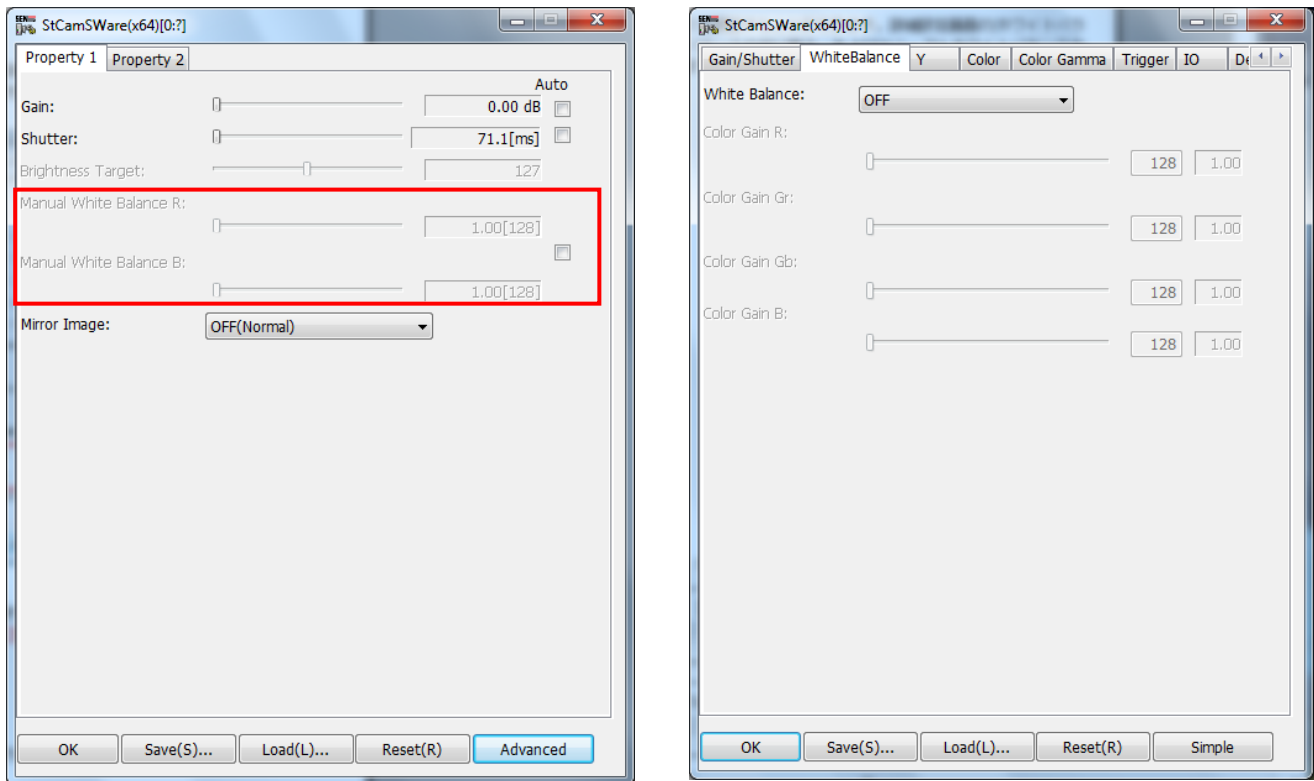 StCamSWare(x64)[0:?]
Property 1 Property 2
Auto
Gain: 0.00 dB
Shutter: 71.1[ms]
Brightness Target: 127
Manual White Balance R:
1.00[128]
Manual White Balance B:
1.00[128]
Mirror Image: OFF(Normal)
OK Save(S)... Load(L)... Reset(R) Advanced
StCamSWare(x64)[0:?]
Gain/Shutter WhiteBalance Y Color Color Gamma Trigger IO
White Balance: OFF
Color Gain R:
128 1.00
Color Gain Gr:
128 1.00
Color Gain Gb:
128 1.00
Color Gain B:
128 1.00
OK Save(S)... Load(L)... Reset(R) Simple